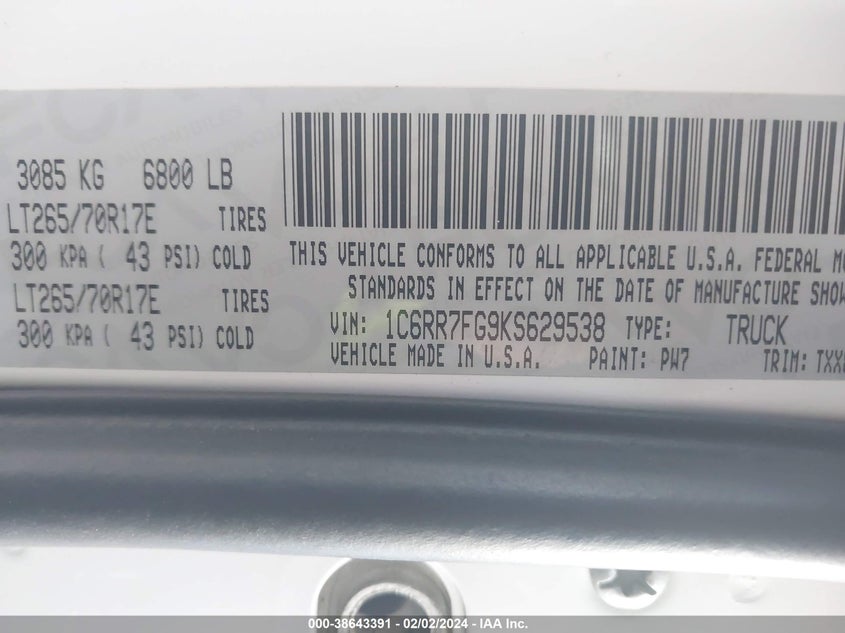 3085 KG 6800 LB
LT265/70R17E TIRES
300 KPA ( 43 PSI) COLD
LT265/70R17E TIRES
300 KPA ( 43 PSI) COLD
THIS VEHICLE CONFORMS TO ALL APPLICABLE U.S.A. FEDERAL
STANDARDS IN EFFECT ON THE DATE OF MANUFACTURE
VIN: 1C6RR7FG9KS629538 TYPE: TRUCK
VEHICLE MADE IN U.S.A. PAINT: PW7 TRIM:
000-38643391 - 02/02/2024 - IAA Inc.